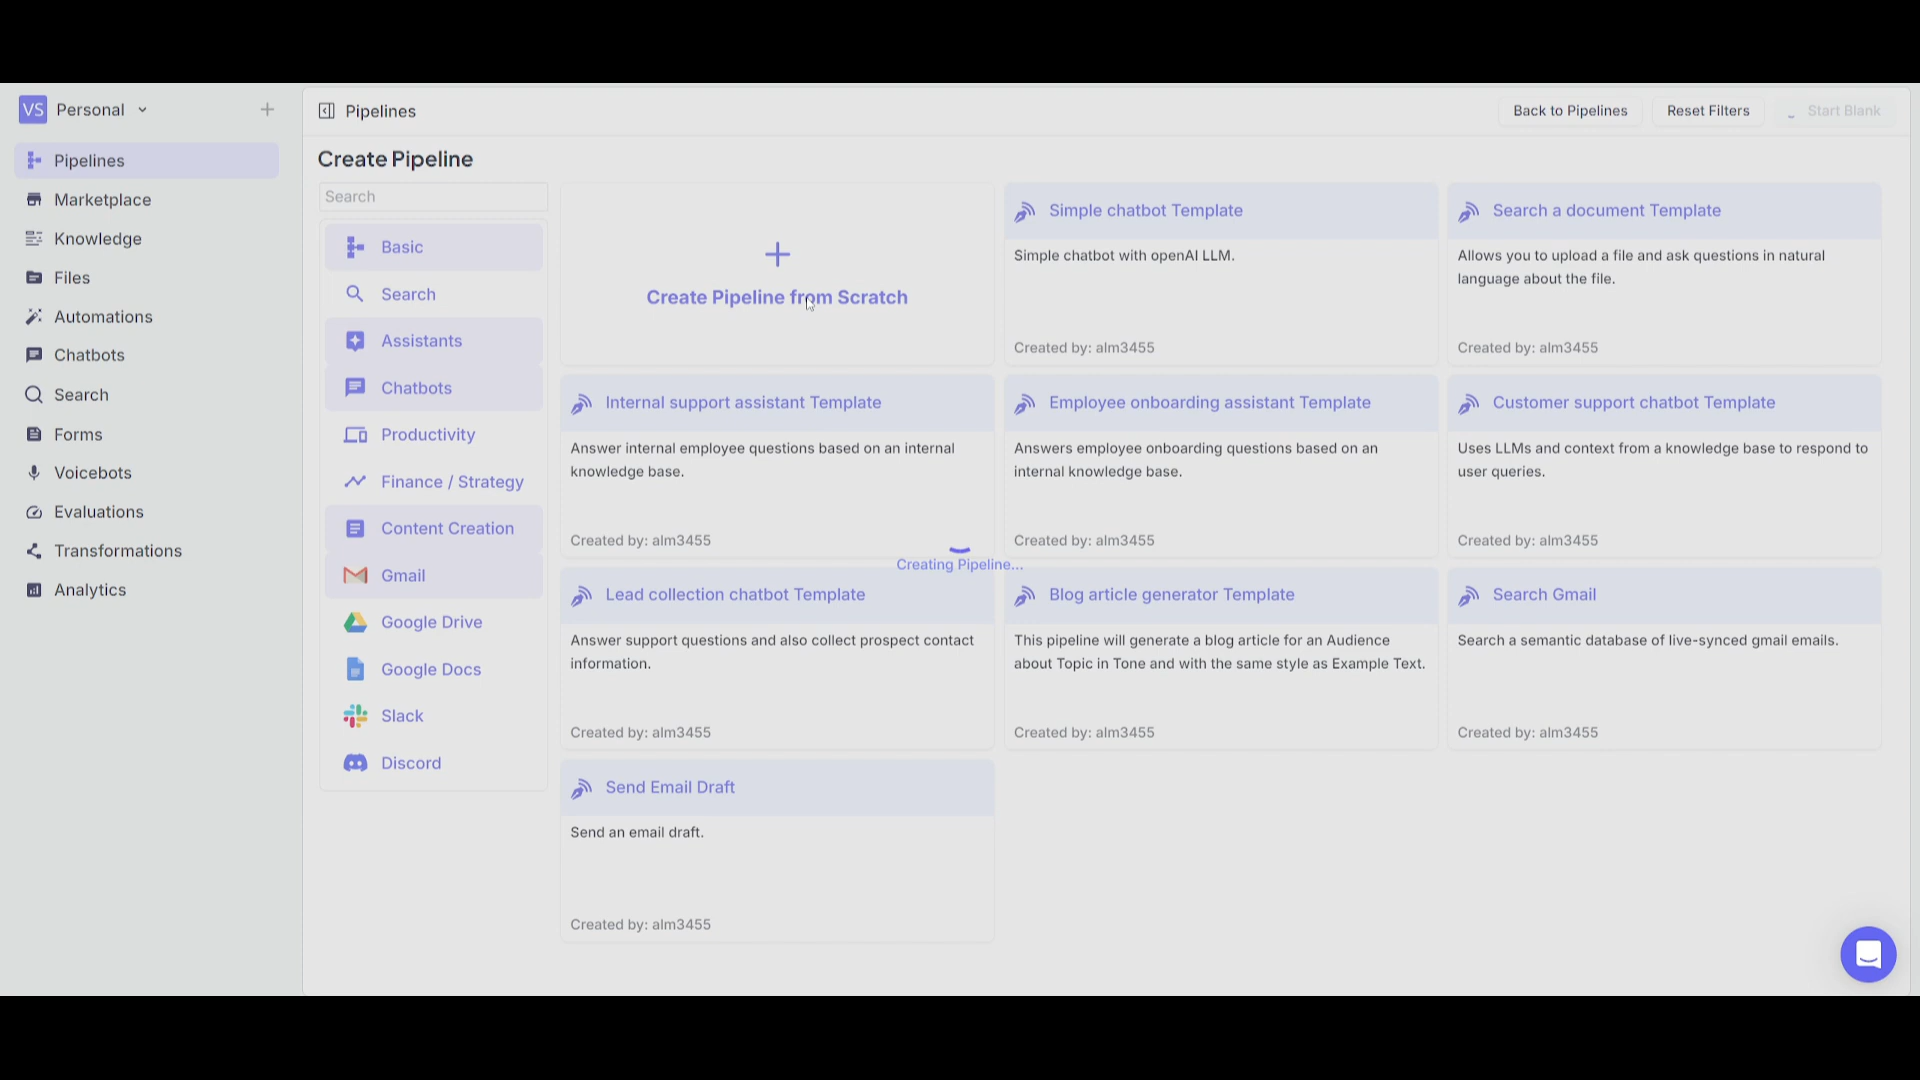 VS Personal
Pipelines
Marketplace
Knowledge
Files
Automations
Chatbots
Search
Forms
Voicebots
Evaluations
Transformations
Analytics
Pipelines
Back to Pipelines
Reset Filters
Start Blank
Create Pipeline
Search
Basic
Search
Assistants
Chatbots
Productivity
Finance / Strategy
Content Creation
Gmail
Google Drive
Google Docs
Slack
Discord
Create Pipeline from Scratch
Simple chatbot Template
Simple chatbot with openAI LLM.
Created by: alm3455
Search a document Template
Allows you to upload a file and ask questions in natural
language about the file.
Created by: alm3455
Internal support assistant Template
Answer internal employee questions based on an internal
knowledge base.
Created by: alm3455
Employee onboarding assistant Template
Answers employee onboarding questions based on an
internal knowledge base.
Created by: alm3455
Customer support chatbot Template
Uses LLMs and context from a knowledge base to respond to
user queries.
Created by: alm3455
Creating Pipeline...
Lead collection chatbot Template
Answer support questions and also collect prospect contact
information.
Created by: alm3455
Blog article generator Template
This pipeline will generate a blog article for an Audience
about Topic in Tone and with the same style as Example Text.
Created by: alm3455
Search Gmail
Search a semantic database of live-synced gmail emails.
Created by: alm3455
Send Email Draft
Send an email draft.
Created by: alm3455